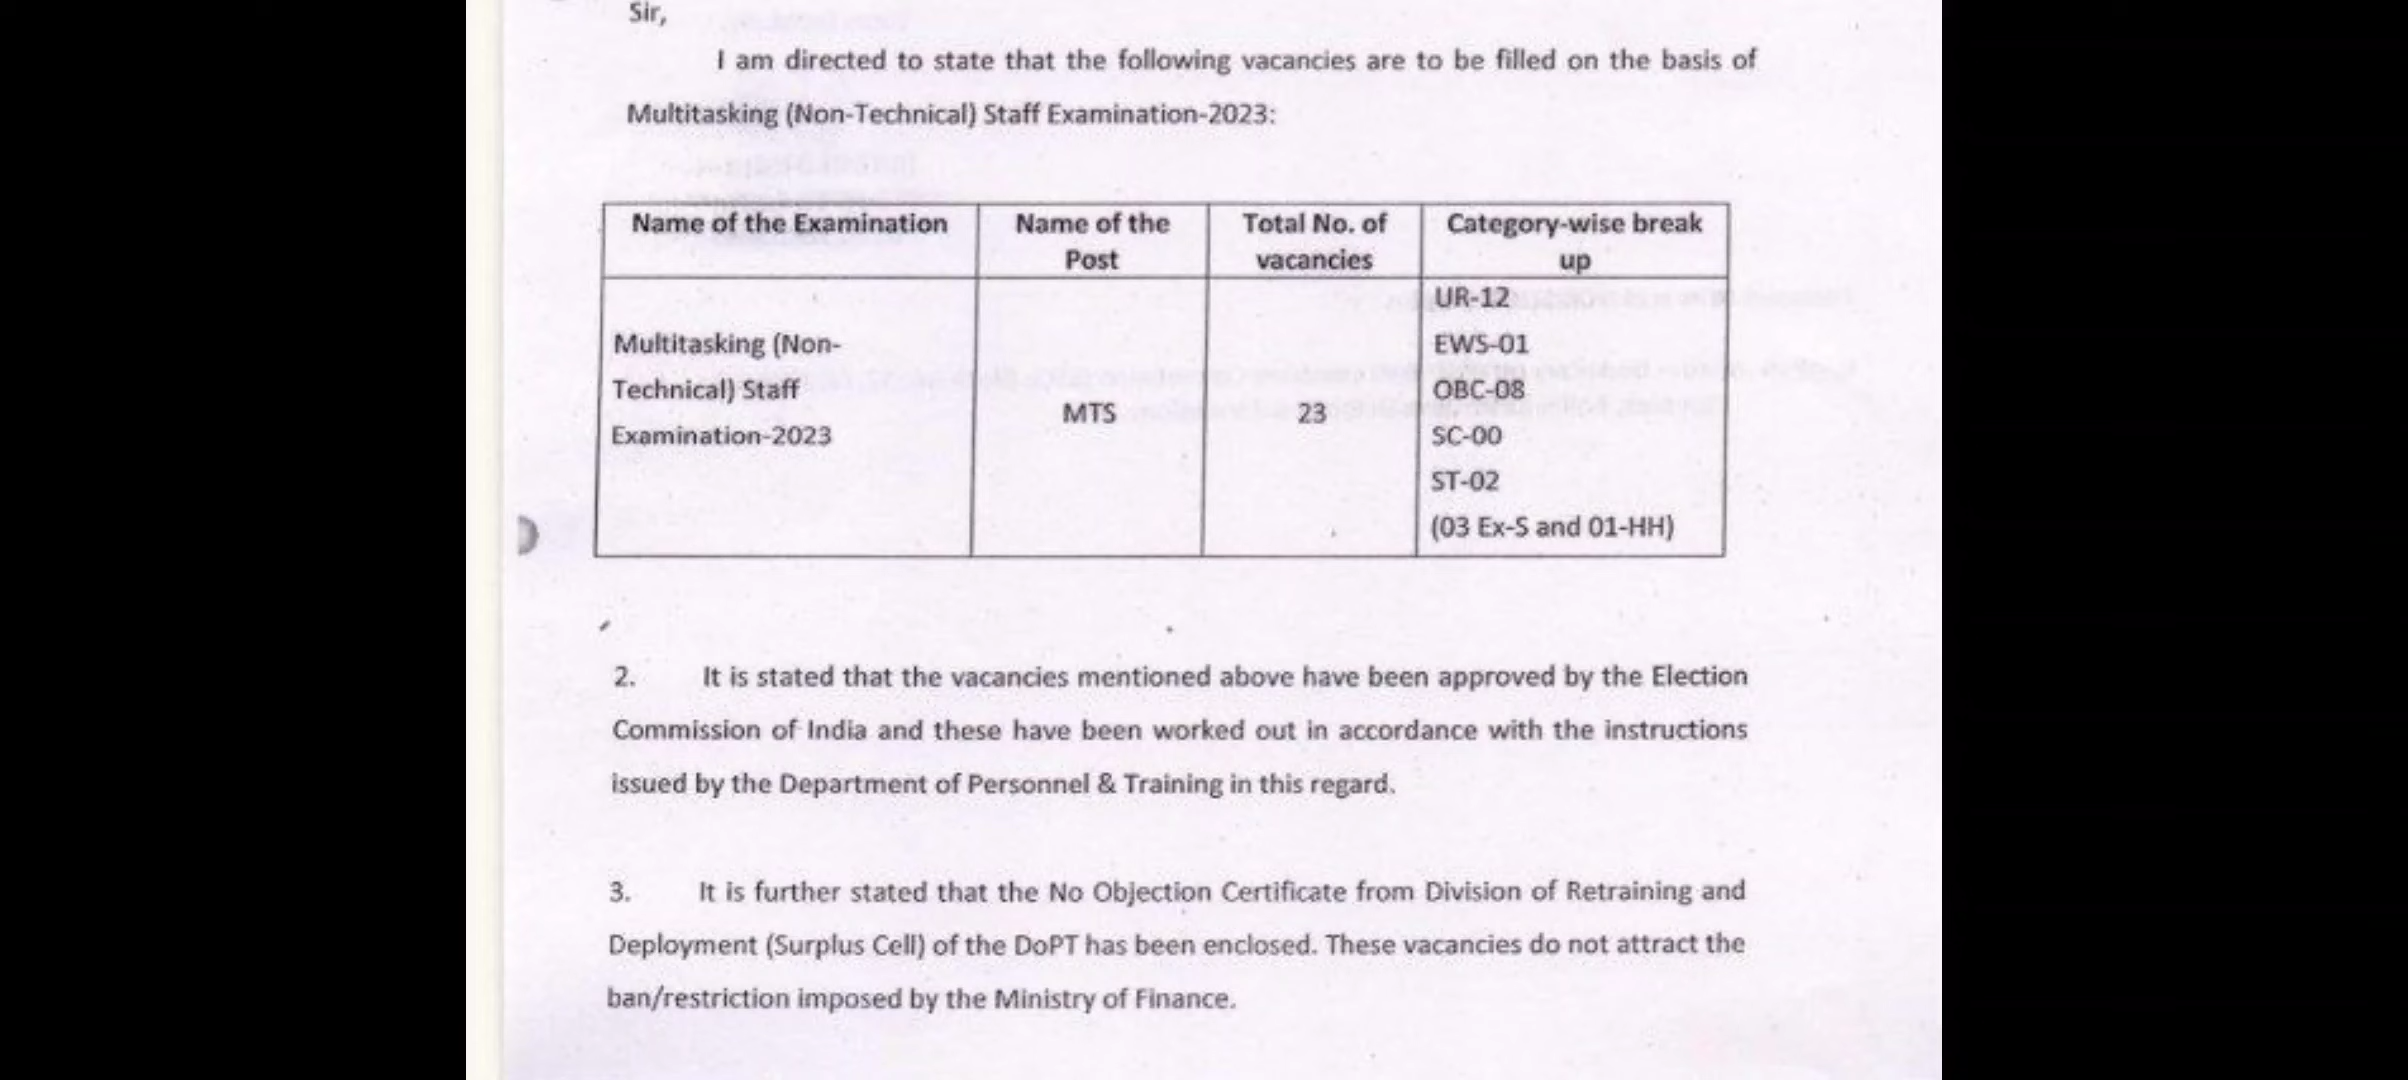 Sir,
I am directed to state that the following vacancies are to be filled on the basis of
Multitasking (Non-Technical) Staff Examination-2023:
Name of the Examination
Name of the
Post
Total No. of
vacancies
Category-wise break
up
Multitasking (Non-
Technical) Staff
Examination-2023
MTS
23
UR-12
EWS-01
OBC-08
SC-00
ST-02
(03 Ex-S and 01-HH)
2. It is stated that the vacancies mentioned above have been approved by the Election
Commission of India and these have been worked out in accordance with the instructions
issued by the Department of Personnel & Training in this regard.
3. It is further stated that the No Objection Certificate from Division of Retraining and
Deployment (Surplus Cell) of the DoPT has been enclosed. These vacancies do not attract the
ban/restriction imposed by the Ministry of Finance.